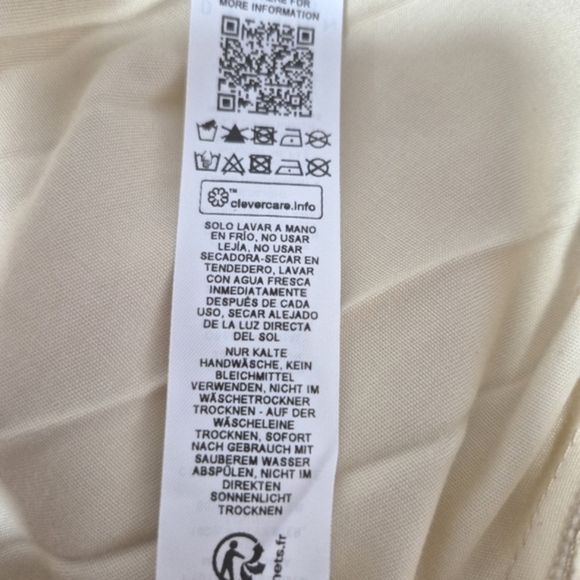 MORE INFORMATION
™
clevercare.info
SOLO LAVAR A MANO
EN FRÍO, NO USAR
LEJÍA, NO USAR
SECADORA-SECAR EN
TENDEDERO, LAVAR
CON AGUA FRESCA
INMEDIATAMENTE
DESPUÉS DE CADA
USO, SECAR ALEJADO
DE LA LUZ DIRECTA
DEL SOL
NUR KALTE
HANDWÄSCHE, KEIN
BLEICHMITTEL
VERWENDEN, NICHT IM
WÄSCHETROCKNER
TROCKNEN - AUF DER
WÄSCHELEINE
TROCKNEN, SOFORT
NACH GEBRAUCH MIT
SAUBEREM WASSER
ABSPÜLEN, NICHT IM
DIREKTEN
SONNENLICHT
TROCKNEN